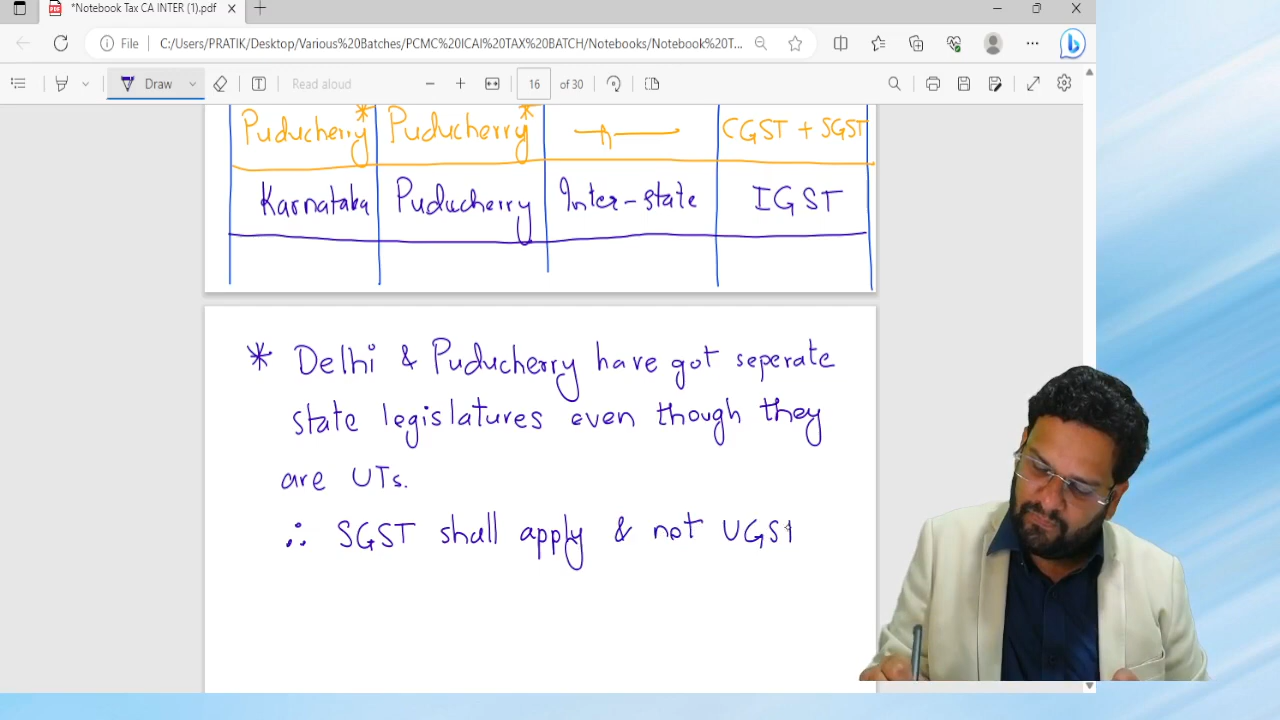 *Notebook Tax CA INTER (1).pdf
File C:/Users/PRATIK/Desktop/Various%20Batches/PCMC%20ICAI%20TAX%20BATCH/Notebooks/Notebook%20T...
Draw Read aloud 16 of 30
Puducherry* Puducherry* CGST + SGST
Karnataka Puducherry Inter-state IGST
* Delhi & Puducherry have got seperate
state legislatures even though they
are UTs.
∴ SGST shall apply & not UGST